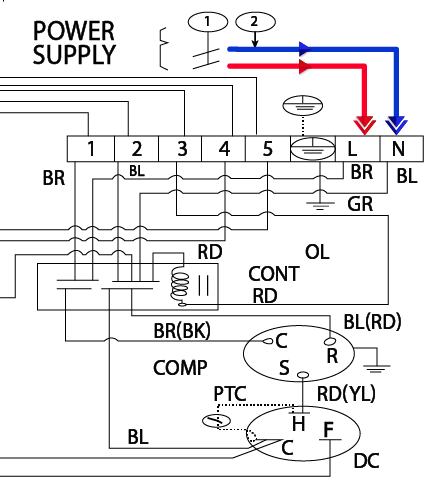 1 2
POWER
SUPPLY
1 2 3 4 5 L N
BR BL BR BL
GR
RD OL
CONT
RD
BR(BK) BL(RD)
C R
COMP S
PTC RD(YL)
H F
BL C
DC